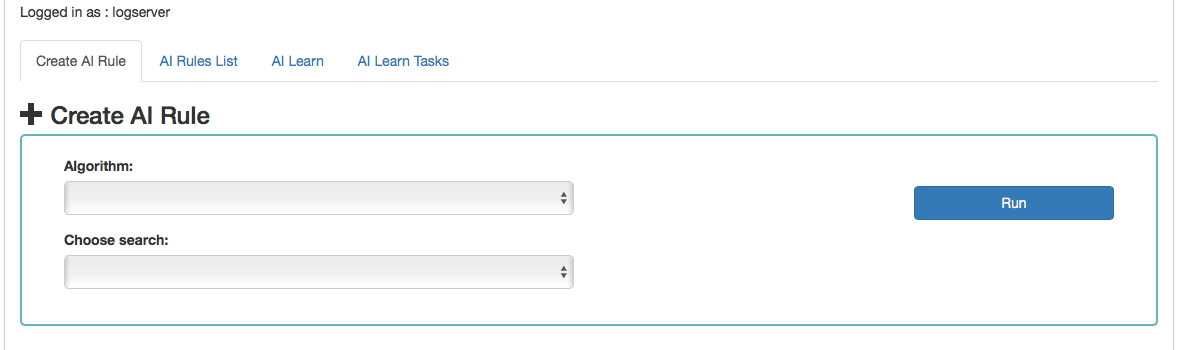 Logged in as : logserver
Create AI Rule AI Rules List AI Learn AI Learn Tasks
Create AI Rule
Algorithm:
Run
Choose search: